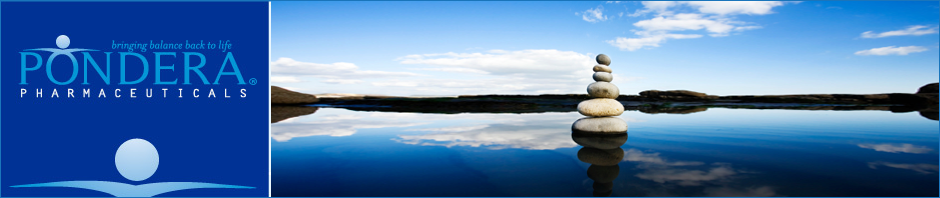 bringing balance back to life
PONDERA®
PHARMACEUTICALS